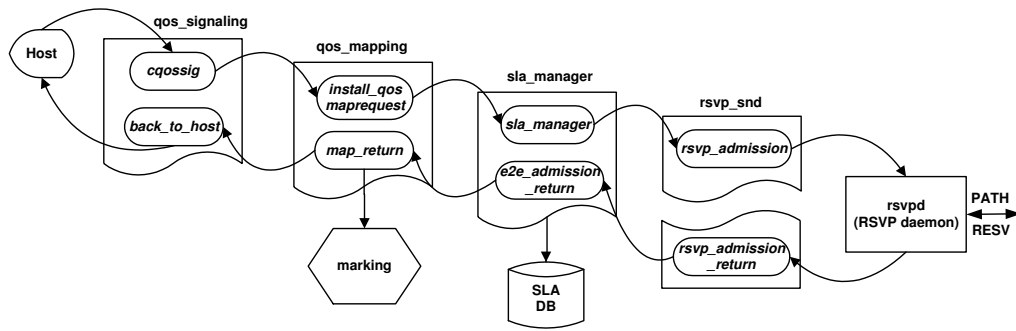 qos_signaling
Host
cqossig
back_to_host
qos_mapping
install_qos
maprequest
map_return
marking
sla_manager
sla_manager
e2e_admission
_return
SLA
DB
rsvp_snd
rsvp_admission
rsvp_admission
_return
rsvpd
(RSVP daemon)
PATH
RESV